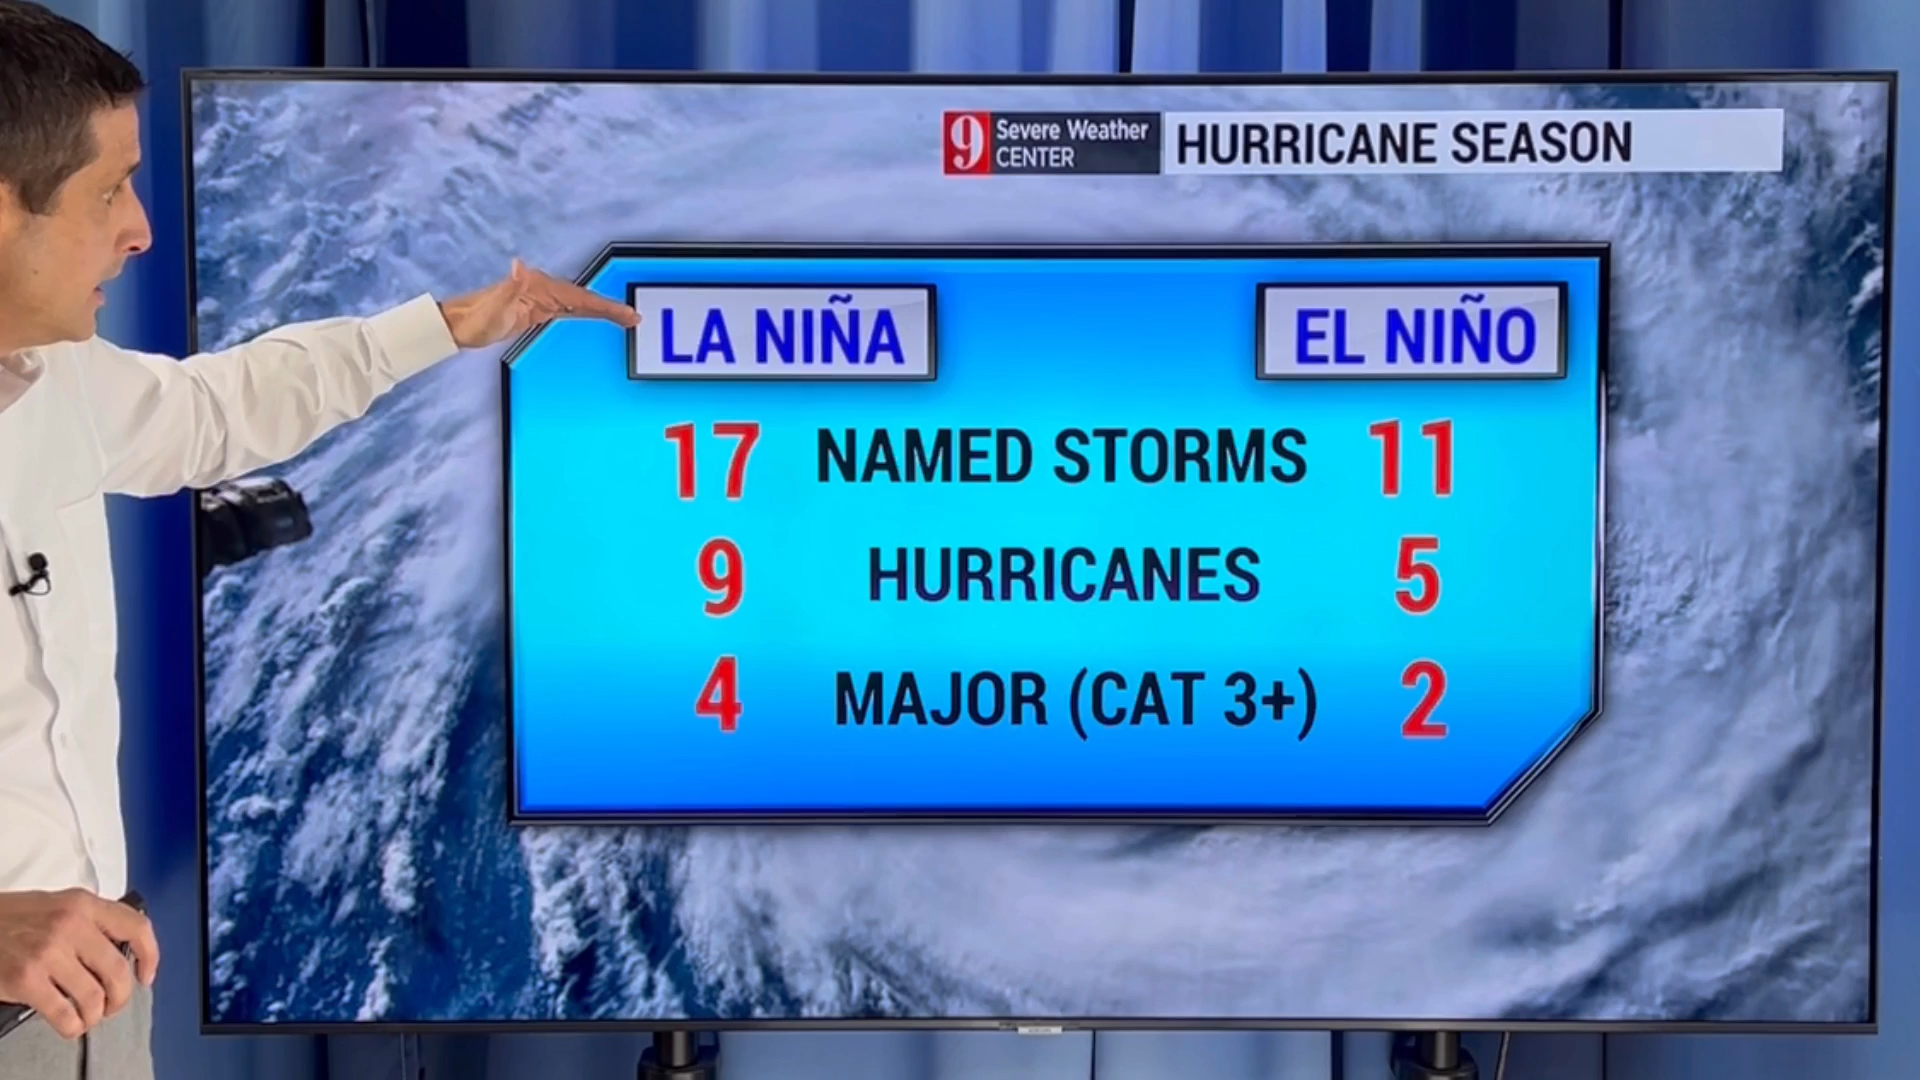 9 Severe Weather
CENTER
HURRICANE SEASON
LA NIÑA
EL NIÑO
17 NAMED STORMS 11
9 HURRICANES 5
4 MAJOR (CAT 3+) 2